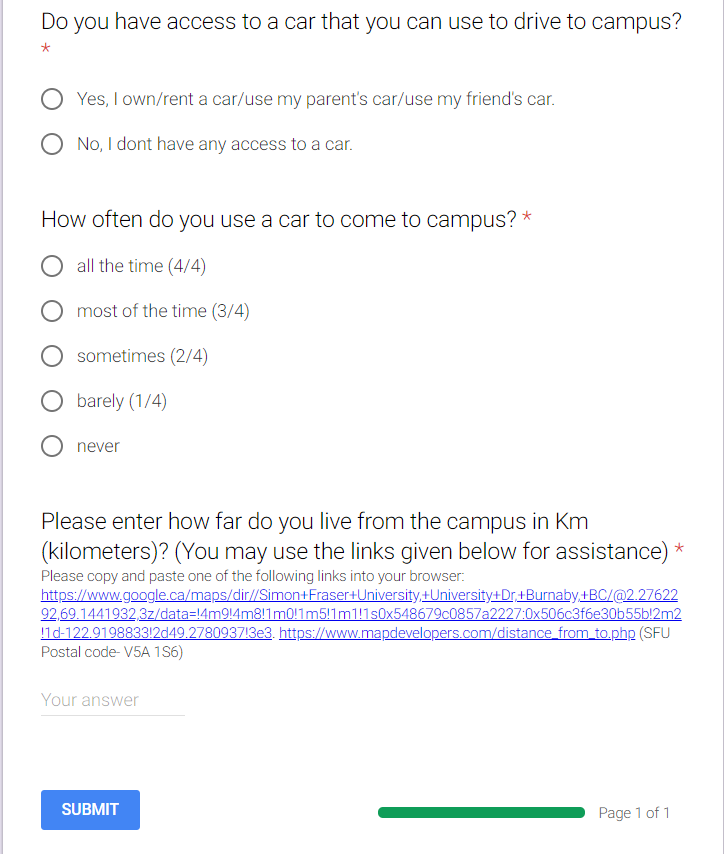 Do you have access to a car that you can use to drive to campus?
*
Yes, I own/rent a car/use my parent's car/use my friend's car.
No, I dont have any access to a car.
How often do you use a car to come to campus? *
all the time (4/4)
most of the time (3/4)
sometimes (2/4)
barely (1/4)
never
Please enter how far do you live from the campus in Km
(kilometers)? (You may use the links given below for assistance) *
Please copy and paste one of the following links into your browser:
https://www.google.ca/maps/dir//Simon+Fraser+University,+University+Dr,+Burnaby,+BC/@2.27622
92,69.1441932,3z/data=!4m9!4m8!1m0!1m5!1m1!1s0x548679c0857a2227:0x506c3f6e30b55b!2m2
!1d-122.9198833!2d49.2780937!3e3. https://www.mapdevelopers.com/distance_from_to.php (SFU
Postal code- V5A 1S6)
Your answer
SUBMIT
Page 1 of 1